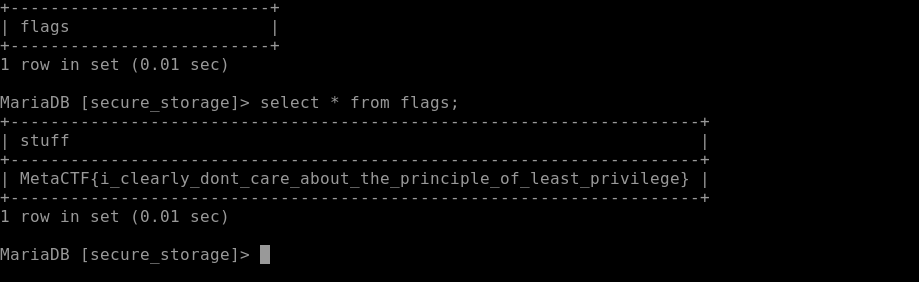 +--------------------------+
| flags                    |
+--------------------------+
1 row in set (0.01 sec)
MariaDB [secure_storage]> select * from flags;
+---------------------------------------------------------------------+
| stuff                                                               |
+---------------------------------------------------------------------+
| MetaCTF{i_clearly_dont_care_about_the_principle_of_least_privilege} |
+---------------------------------------------------------------------+
1 row in set (0.01 sec)
MariaDB [secure_storage]>